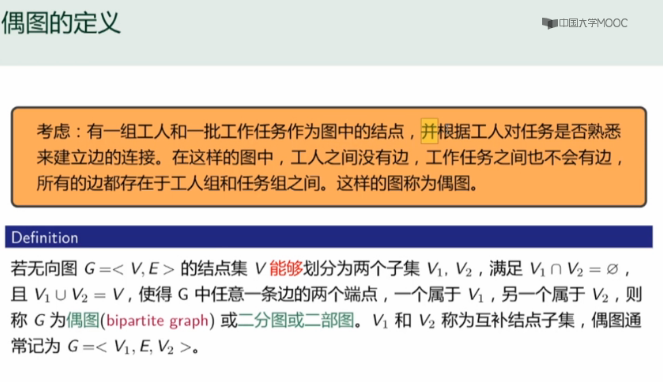 偶图的定义
中国大学MOOC
考虑：有一组工人和一批工作任务作为图中的结点，并根据工人对任务是否熟悉
来建立边的连接。在这样的图中，工人之间没有边，工作任务之间也不会有边，
所有的边都存在于工人组和任务组之间。这样的图称为偶图。
Definition
若无向图 G =< V, E > 的结点集 V 能够划分为两个子集 V₁, V₂，满足 V₁ ∩ V₂ = ∅，
且 V₁ ∪ V₂ = V，使得 G 中任意一条边的两个端点，一个属于 V₁，另一个属于 V₂，则
称 G 为偶图(bipartite graph) 或二分图或二部图。V₁ 和 V₂ 称为互补结点子集，偶图通
常记为 G =< V₁, E, V₂ >。